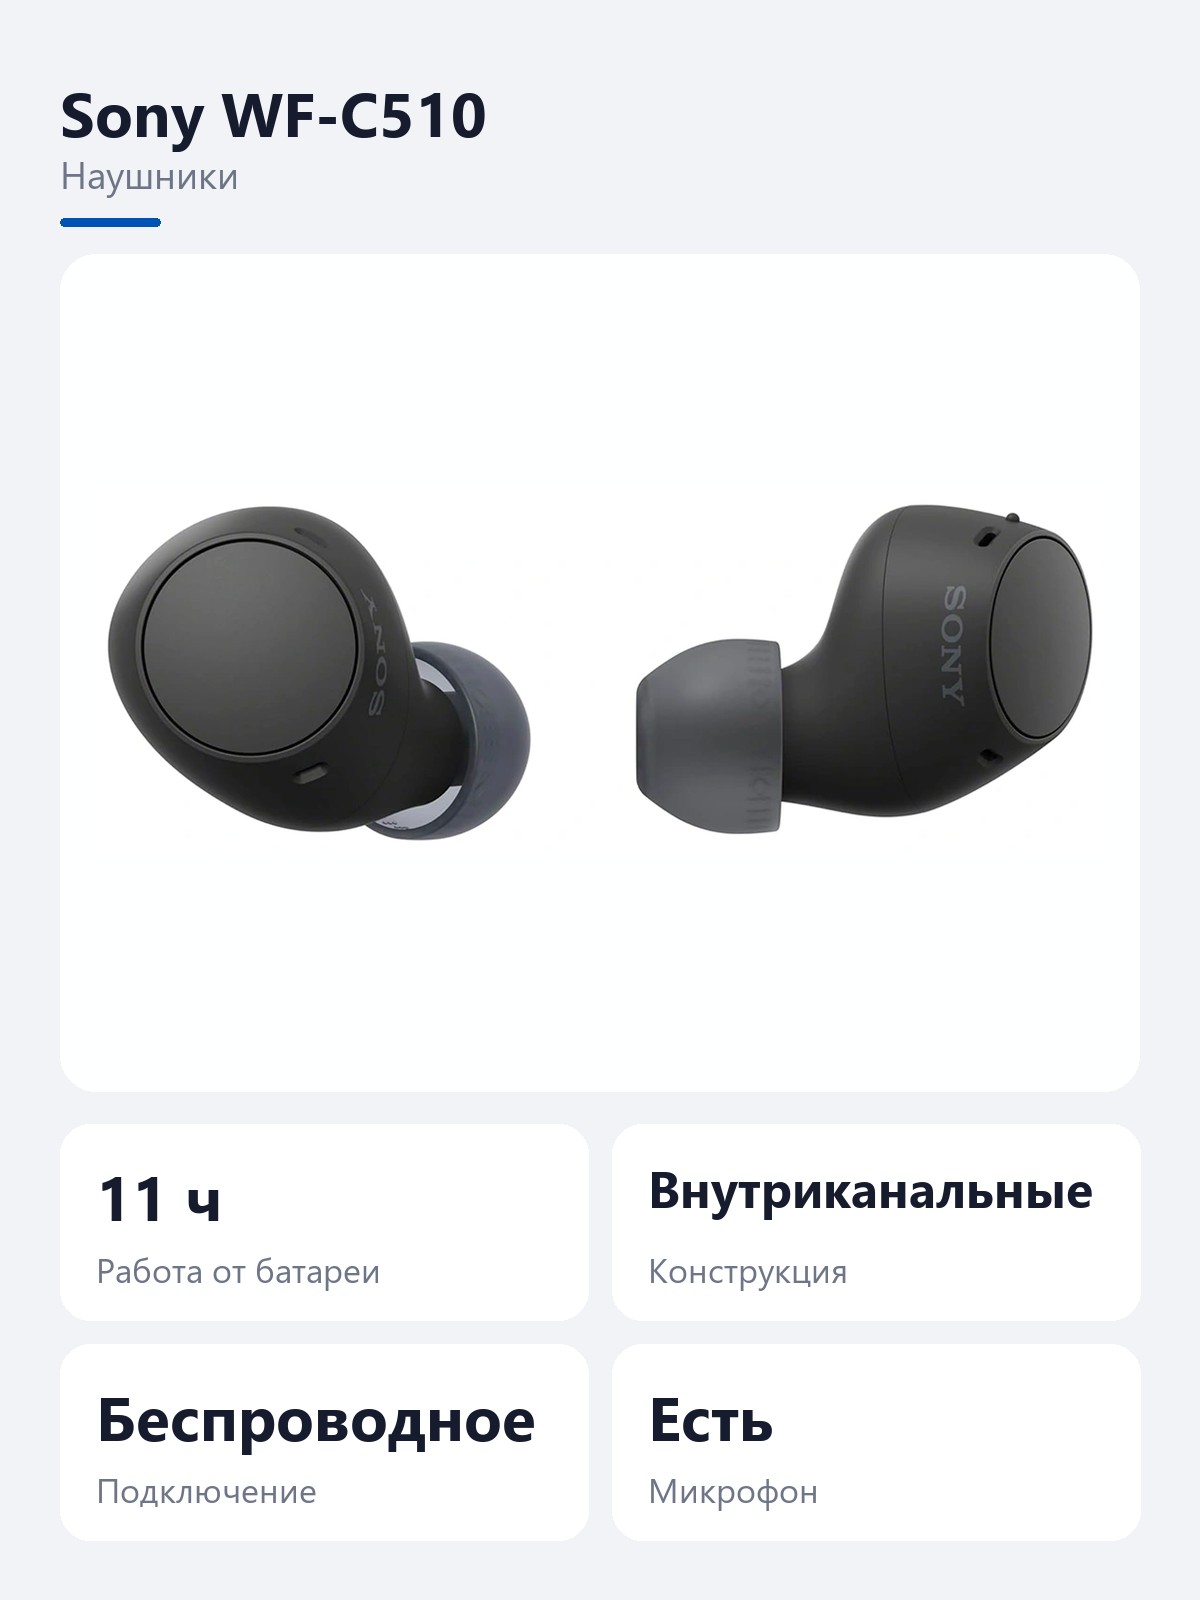 Sony WF-C510
Наушники
SONY
SONY
11 ч
Работа от батареи
Внутриканальные
Конструкция
Беспроводное
Подключение
Есть
Микрофон